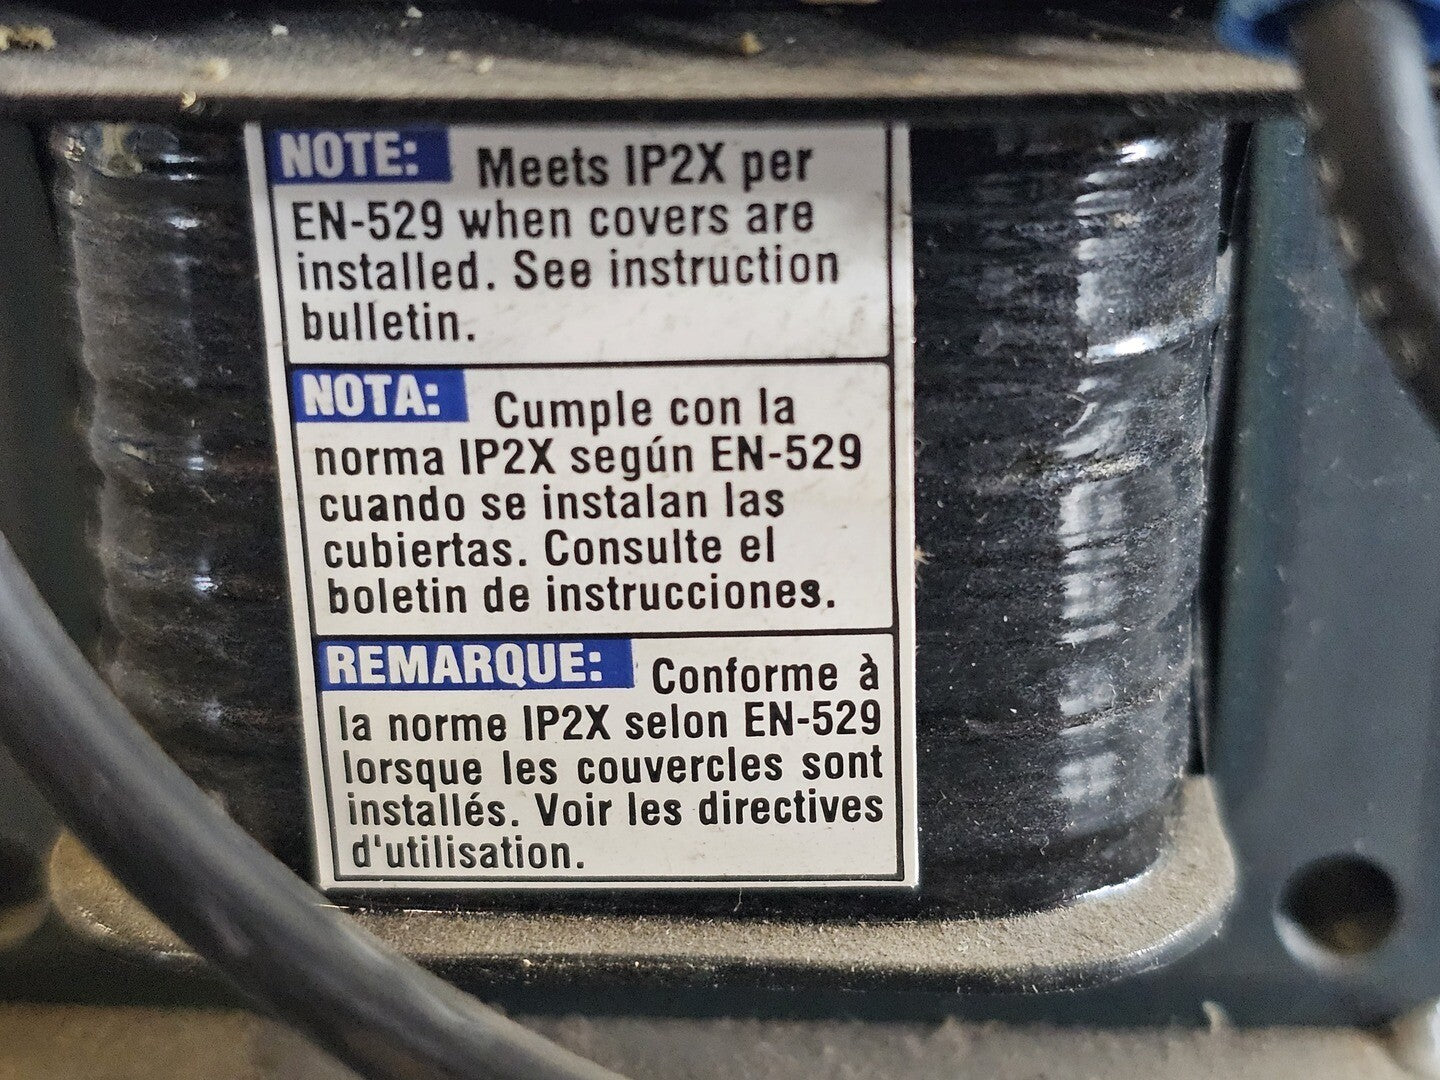 NOTE: Meets IP2X per
EN-529 when covers are
installed. See instruction
bulletin.
NOTA: Cumple con la
norma IP2X según EN-529
cuando se instalan las
cubiertas. Consulte el
boletin de instrucciones.
REMARQUE: Conforme à
la norme IP2X selon EN-529
lorsque les couvercles sont
installés. Voir les directives
d'utilisation.